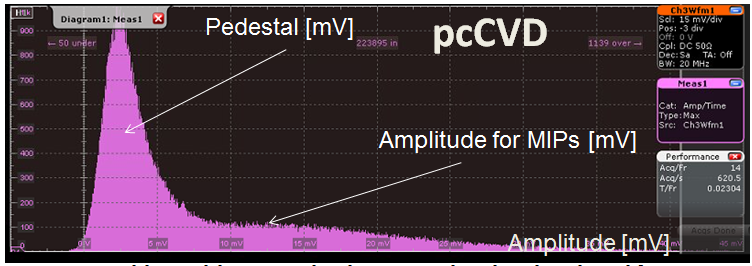 Hits
Diagram1: Meas1
Pedestal [mV]
pcCVD
← 50 under
223895 in
1139 over →
900
800
700
600
500
400
300
200
100
0
Amplitude for MIPs [mV]
Amplitude [mV]
0 V
5 mV
10 mV
15 mV
20 mV
25 mV
30 mV
40 mV
45 mV
Ch3Wfm1
Scl: 15 mV/div
Pos: -3 div
Off: 0 V
Cpl: DC 50Ω
Dec: Sa TA: Off
BW: 20 MHz
Meas1
Cat: Amp/Time
Type: Max
Src: Ch3Wfm1
Performance
Acq/Fr 14
Acq/s 620.5
T/Fr 0.02304
Acqs Done